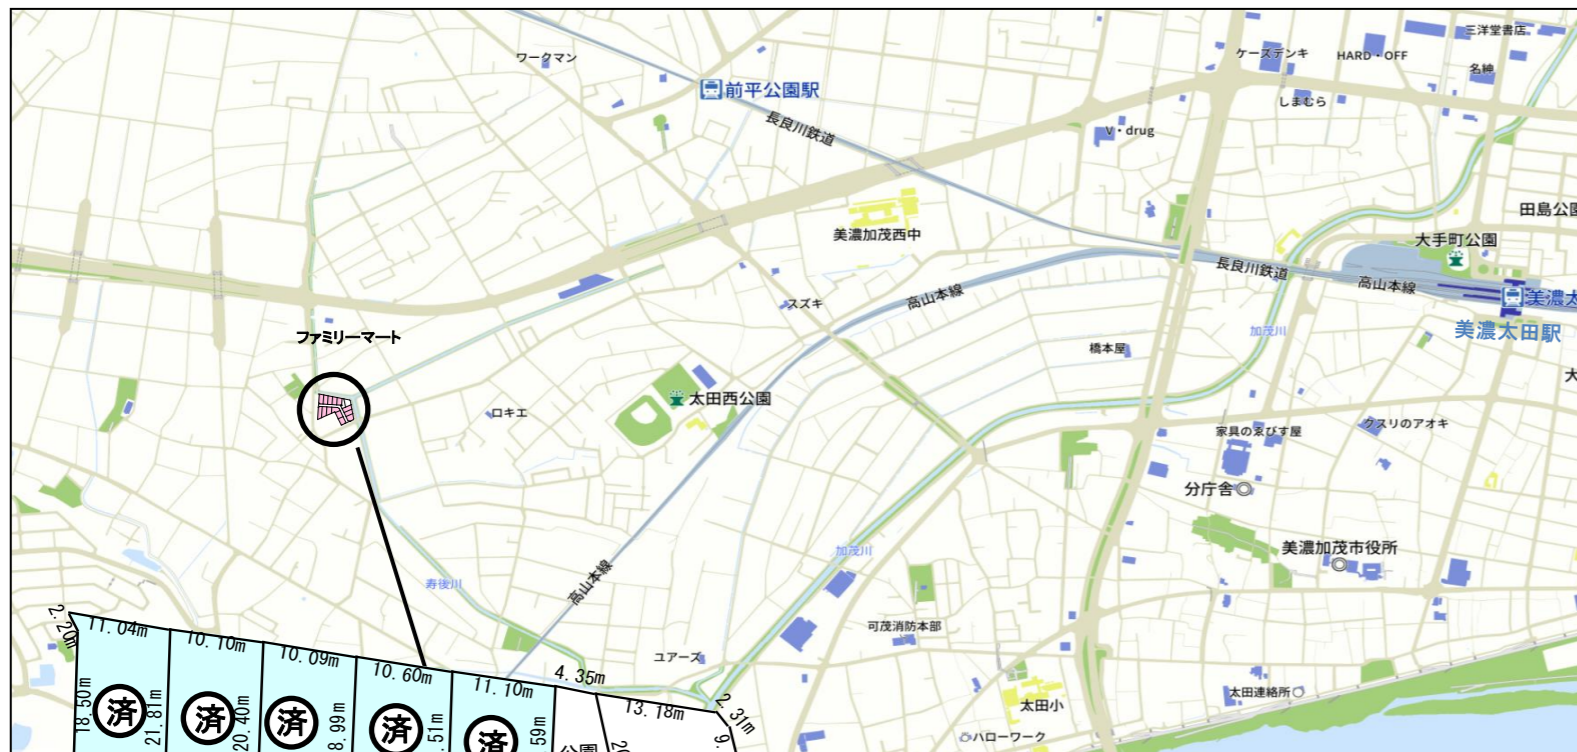 三洋堂書店
ワークマン
ケーズデンキ
HARD・OFF
名紳
前平公園駅
しまむら
長良川鉄道
V・drug
田島公園
美濃加茂西中
大手町公園
長良川鉄道
高山本線
高山本線
スズキ
美濃太
ファミリーマート
加茂川
美濃太田駅
橋本屋
大
太田西公園
ロキエ
家具のゑびす屋
クスリのアオキ
分庁舎
加茂川
美濃加茂市役所
寿後川
高山本線
2.20m
11.04m
10.10m
10.09m
10.60m
11.10m
4.35m
13.18m
2.31m
9.
可茂消防本部
ユアーズ
太田連絡所
太田小
ハローワーク
18.50m
済
21.81m
済
20.40m
済
8.99m
済
.51m
済
59m
公園
20